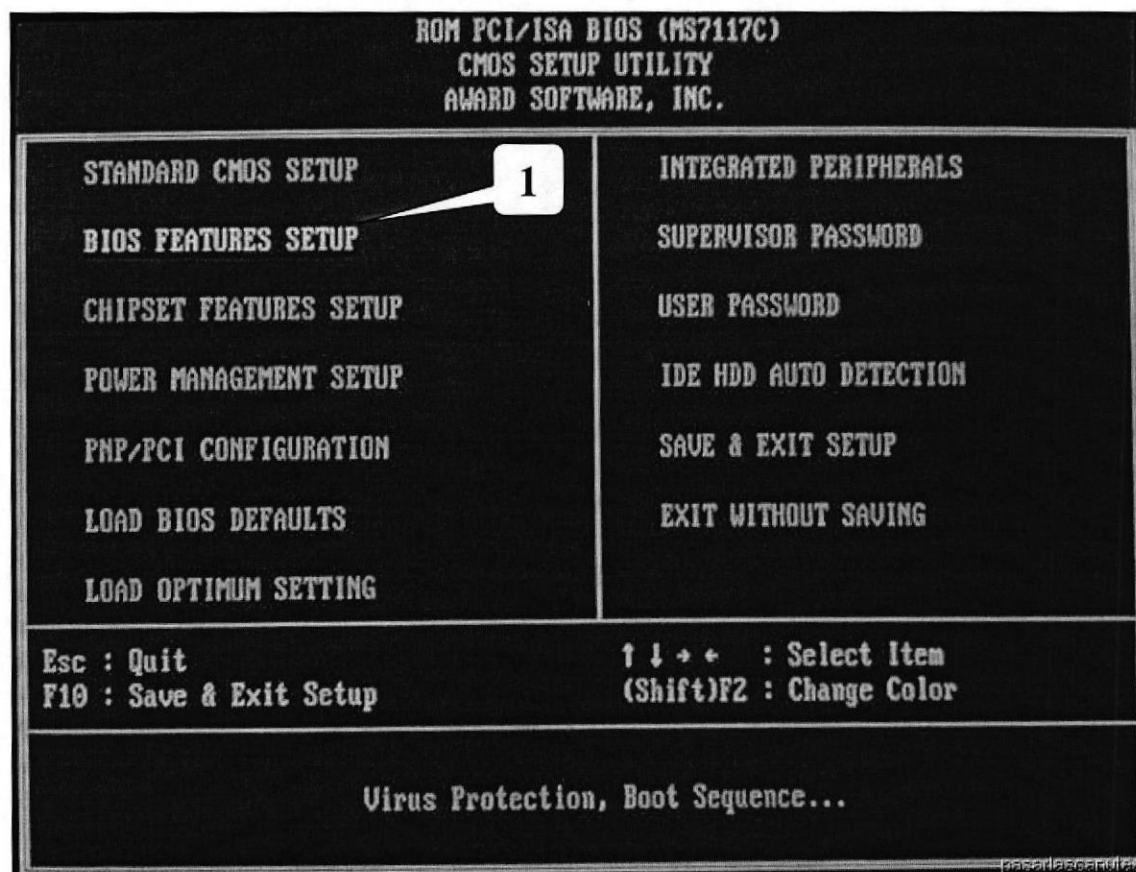 ROM PCI/ISA BIOS (MS7117C)
CMOS SETUP UTILITY
AWARD SOFTWARE, INC.
STANDARD CMOS SETUP
BIOS FEATURES SETUP
CHIPSET FEATURES SETUP
POWER MANAGEMENT SETUP
PNP/PCI CONFIGURATION
LOAD BIOS DEFAULTS
LOAD OPTIMUM SETTING
1
INTEGRATED PERIPHERALS
SUPERVISOR PASSWORD
USER PASSWORD
IDE HDD AUTO DETECTION
SAVE & EXIT SETUP
EXIT WITHOUT SAVING
Esc : Quit
F10 : Save & Exit Setup
↑ ↓ → ← : Select Item
(Shift)F2 : Change Color
Virus Protection, Boot Sequence...